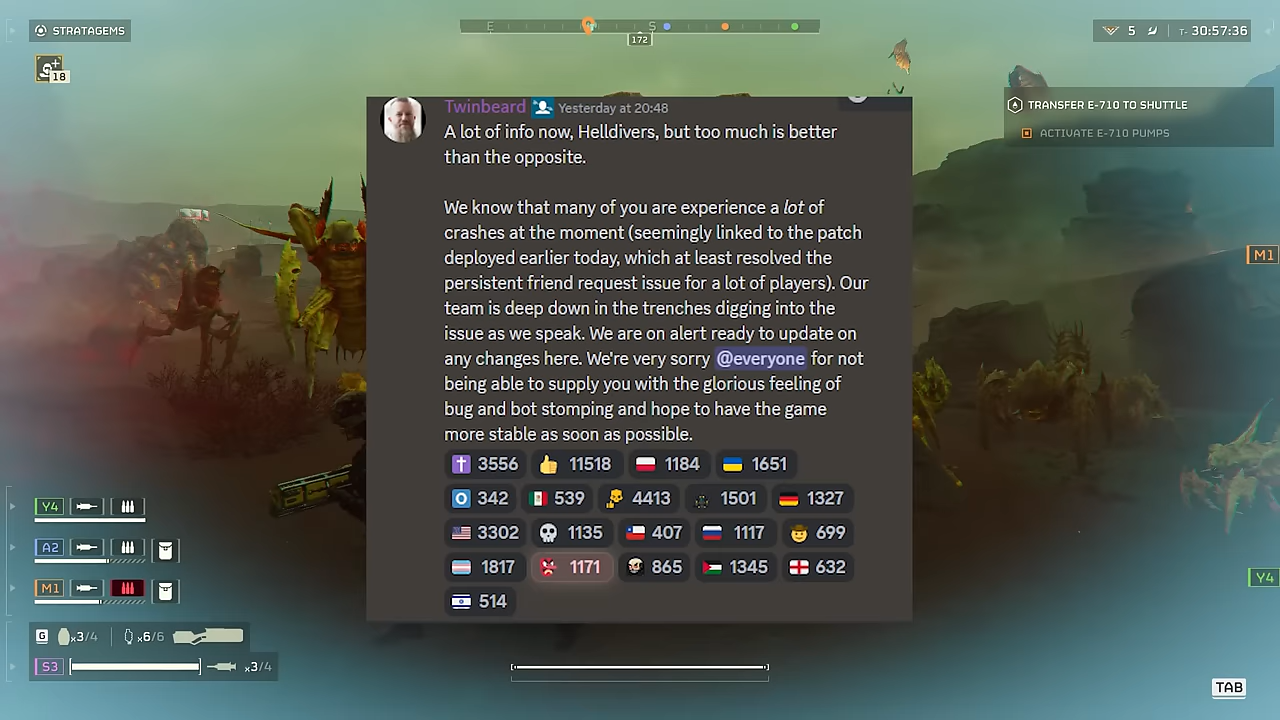 STRATAGEMS
E
S
172
5
T- 30:57:36
18
TRANSFER E-710 TO SHUTTLE
ACTIVATE E-710 PUMPS
Twinbeard Yesterday at 20:48
A lot of info now, Helldivers, but too much is better
than the opposite.
We know that many of you are experience a lot of
crashes at the moment (seemingly linked to the patch
deployed earlier today, which at least resolved the
persistent friend request issue for a lot of players). Our
team is deep down in the trenches digging into the
issue as we speak. We are on alert ready to update on
any changes here. We're very sorry @everyone for not
being able to supply you with the glorious feeling of
bug and bot stomping and hope to have the game
more stable as soon as possible.
3556 11518 1184 1651
342 539 4413 1501 1327
3302 1135 407 1117 699
1817 1171 865 1345 632
514
M1
Y4
Y4
A2
M1
G x3/4 x6/6
S3 x3/4
TAB